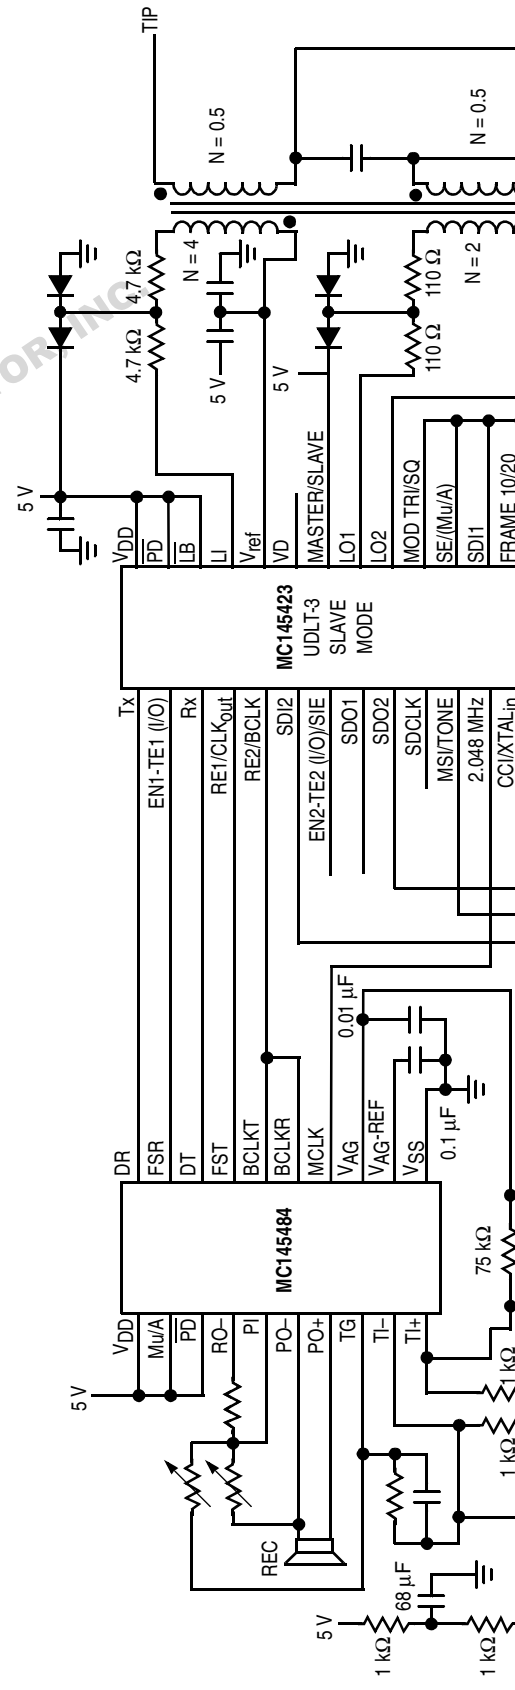 TIP
N = 0.5
N = 0.5
4.7 kΩ
4.7 kΩ
N = 4
5 V
5 V
110 Ω
110 Ω
N = 2
5 V
OR, INC.
VDD
PD
LB
LI
Vref
VD
MASTER/SLAVE
LO1
LO2
MOD TRI/SQ
SE/(Mu/A)
SDI1
FRAME 10/20
MC145423
UDLT-3
SLAVE
MODE
Tx
EN1-TE1 (I/O)
Rx
RE1/CLKout
RE2/BCLK
SDI2
EN2-TE2 (I/O)/SIE
SDO1
SDO2
SDCLK
MSI/TONE
2.048 MHz
CCI/XTALin
0.01 µF
0.1 µF
DR
FSR
DT
FST
BCLKT
BCLKR
MCLK
VAG
VAG-REF
VSS
MC145484
75 kΩ
VDD
Mu/A
PD
RO–
PI
PO–
PO+
TG
TI–
TI+
5 V
1 kΩ
1 kΩ
REC
68 µF
5 V
1 kΩ
1 kΩ